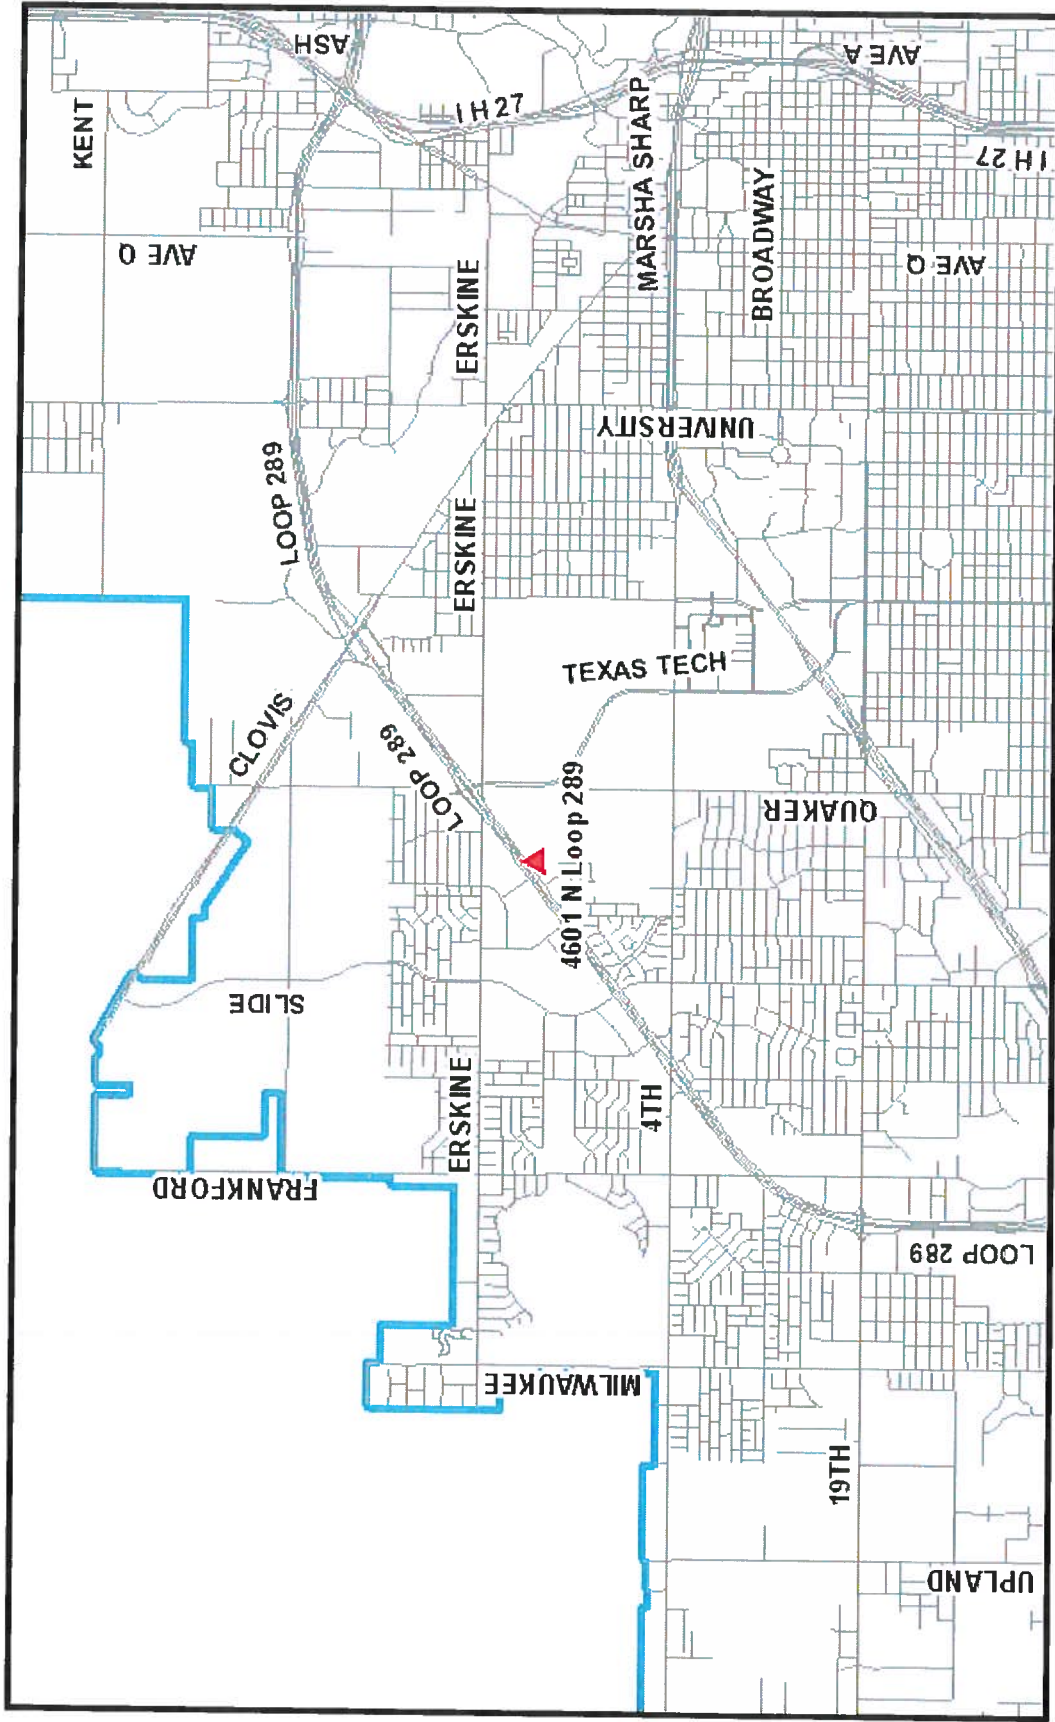 KENT
ASH
AVE Q
I H 27
AVE A
I H 27
MARSHA SHARP
BROADWAY
AVE Q
ERSKINE
UNIVERSITY
LOOP 289
ERSKINE
TEXAS TECH
CLOVIS
LOOP 289
4601 N Loop 289
QUAKER
SLIDE
ERSKINE
4TH
FRANKFORD
LOOP 289
MILWAUKEE
19TH
UPLAND